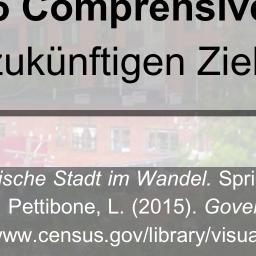 Comprensive
zukünftigen Ziel
ische Stadt im Wandel. Spri
Pettibone, L. (2015). Gover
www.census.gov/library/visua